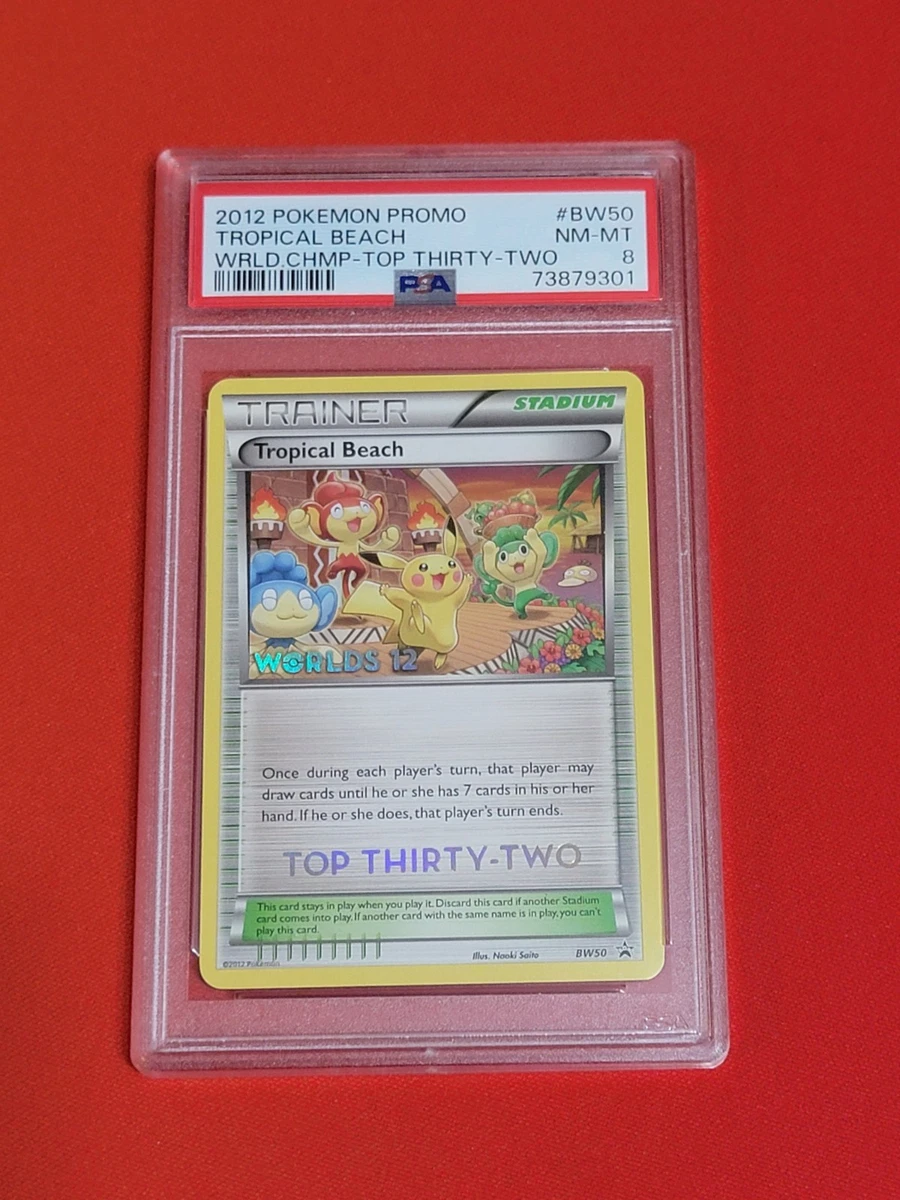 2012 POKEMON PROMO #BW50
TROPICAL BEACH NM-MT
WRLD.CHMP-TOP THIRTY-TWO 8
PSA 73879301
TRAINER STADIUM
Tropical Beach
WORLDS 12
Once during each player's turn, that player may
draw cards until he or she has 7 cards in his or her
hand. If he or she does, that player's turn ends.
TOP THIRTY-TWO
This card stays in play when you play it. Discard this card if another Stadium
card comes into play. If another card with the same name is in play, you can't
play this card.
©2012 Pokémon Illus. Naoki Saito BW50